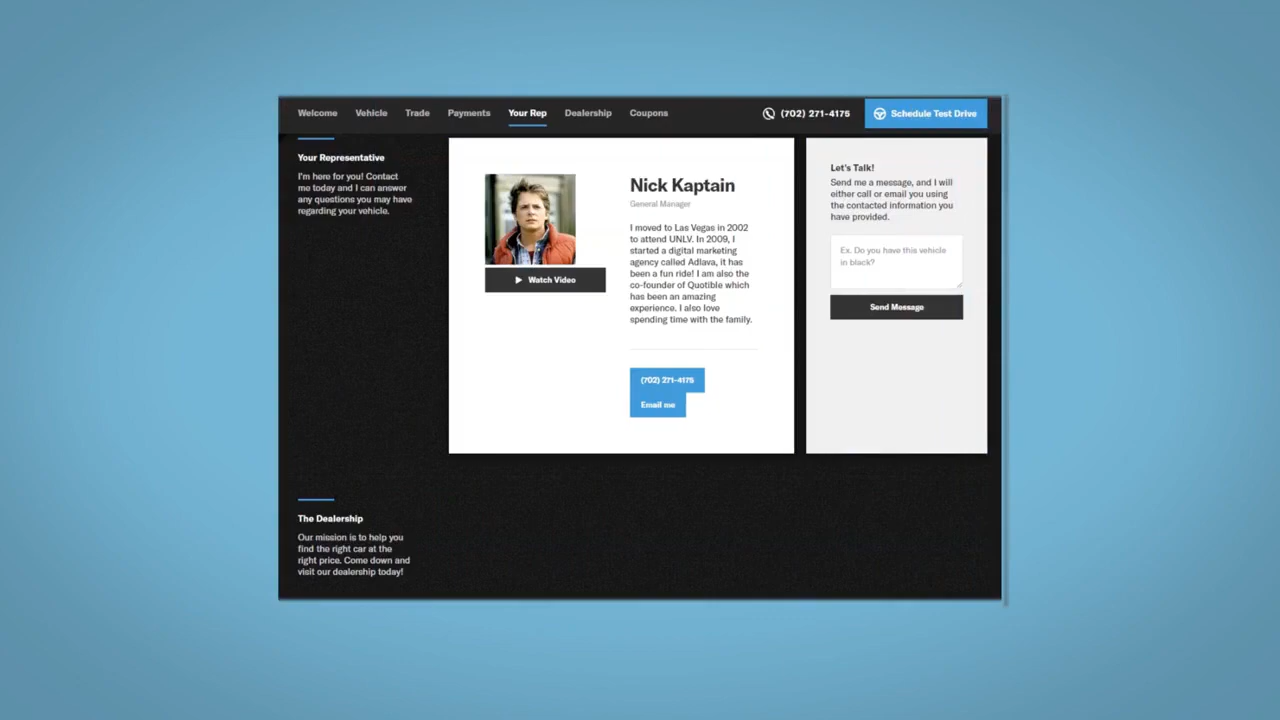 Welcome Vehicle Trade Payments Your Rep Dealership Coupons (702) 271-4175 Schedule Test Drive
Your Representative
I'm here for you! Contact
me today and I can answer
any questions you may have
regarding your vehicle.
Watch Video
Nick Kaptain
General Manager
I moved to Las Vegas in 2002
to attend UNLV. In 2009, I
started a digital marketing
agency called Adlava, it has
been a fun ride! I am also the
co-founder of Quotible which
has been an amazing
experience. I also love
spending time with the family.
(702) 271-4175
Email me
Let's Talk!
Send me a message, and I will
either call or email you using
the contacted information you
have provided.
Ex. Do you have this vehicle
in black?
Send Message
The Dealership
Our mission is to help you
find the right car at the
right price. Come down and
visit our dealership today!